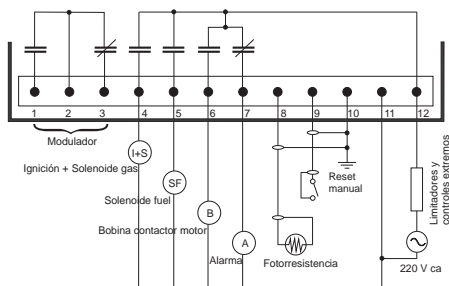 1 2 3 4 5 6 7 8 9 10 11 12
Modulador
I+S
Ignición + Solenoide gas
SF
Solenoide fuel
B
Bobina contactor motor
A
Alarma
Fotorresistencia
Reset
manual
Limitadores y
controles extremos
220 V ca